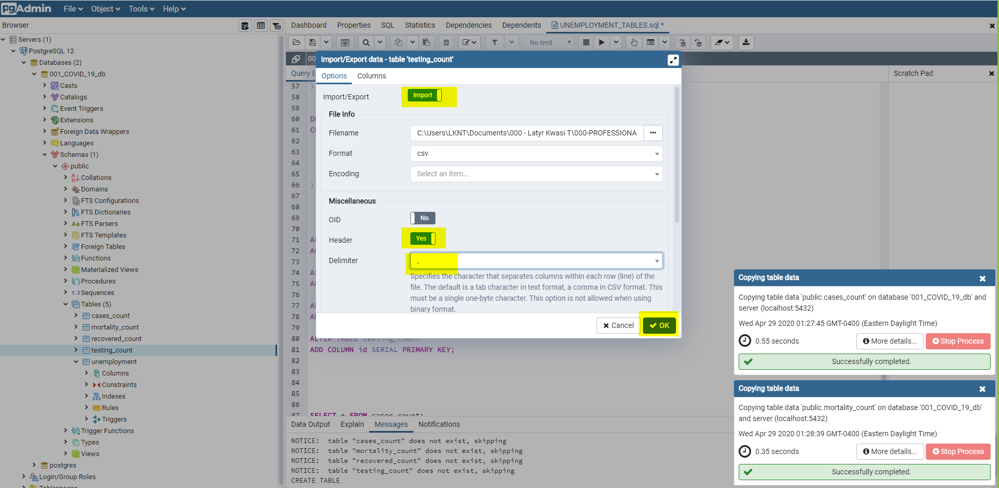 pgAdmin File Object Tools Help
Browser
Dashboard Properties SQL Statistics Dependencies Dependents UNEMPLOYMENT_TABLES.sql *
Servers (1)
PostgreSQL 12
Databases (2)
001_COVID_19_db
Casts
Catalogs
Event Triggers
Extensions
Foreign Data Wrappers
Languages
Schemas (1)
public
Collations
Domains
FTS Configurations
FTS Dictionaries
Aa FTS Parsers
FTS Templates
Foreign Tables
Functions
Materialized Views
Procedures
1..3 Sequences
Tables (5)
cases_count
mortality_count
recovered_count
testing_count
unemployment
Columns
Constraints
Indexes
Rules
Triggers
Trigger Functions
Types
Views
postgres
Login/Group Roles
Tablespaces
No limit
00
Query E
Scratch Pad
57 )
58
59
60 D
61 C
62
63
64
65
66 )
67
68
69
70
71 A
72 A
73
74 A
75 A
76
77 A
78 A
79
80 ALTER TABLE testing_count
81 ADD COLUMN id SERIAL PRIMARY KEY;
82
83
84
85
86
87 SELECT * FROM cases_count;
Import/Export data - table 'testing_count'
Options Columns
Import/Export Import
File Info
Filename C:\Users\LKNT\Documents\000 - Latyr Kwasi T\000-PROFESSIONA ...
Format csv
Encoding Select an item...
Miscellaneous
OID No
Header Yes
Delimiter ,
Specifies the character that separates columns within each row (line) of the
file. The default is a tab character in text format, a comma in CSV format. This
must be a single one-byte character. This option is not allowed when using
binary format.
Cancel OK
Data Output Explain Messages Notifications
NOTICE: table "cases_count" does not exist, skipping
NOTICE: table "mortality_count" does not exist, skipping
NOTICE: table "recovered_count" does not exist, skipping
NOTICE: table "testing_count" does not exist, skipping
CREATE TABLE
Copying table data
Copying table data 'public.cases_count' on database '001_COVID_19_db' and
server (localhost:5432)
Wed Apr 29 2020 01:27:45 GMT-0400 (Eastern Daylight Time)
0.55 seconds More details... Stop Process
Successfully completed.
Copying table data
Copying table data 'public.mortality_count' on database '001_COVID_19_db'
and server (localhost:5432)
Wed Apr 29 2020 01:28:39 GMT-0400 (Eastern Daylight Time)
0.35 seconds More details... Stop Process
Successfully completed.